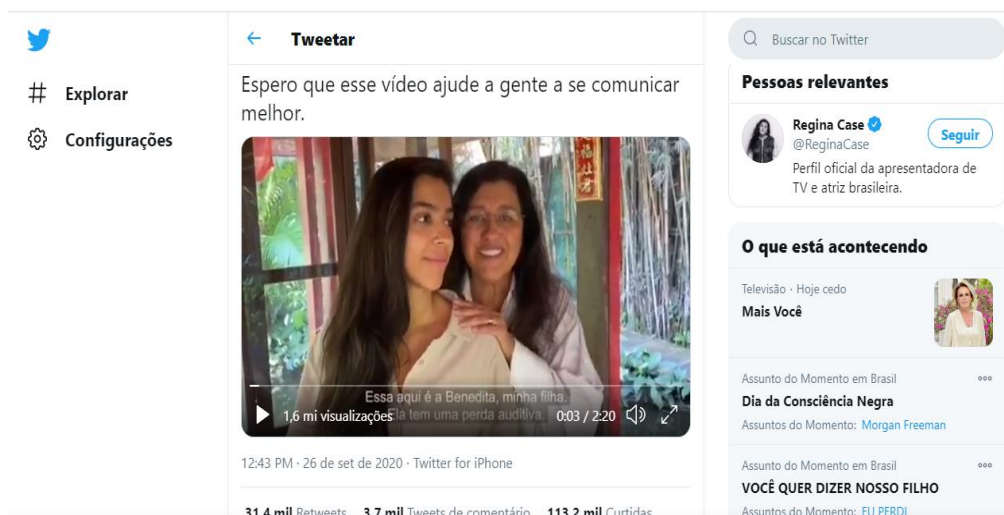 Tweetar
Explorar
Configurações
Espero que esse vídeo ajude a gente a se comunicar
melhor.
Essa aqui é a Benedita, minha filha.
Ela tem uma perda auditiva.
1,6 mi visualizações
0:03 / 2:20
12:43 PM · 26 de set de 2020 · Twitter for iPhone
31,4 mil Retweets 3,7 mil Tweets de comentário 113,2 mil Curtidas
Buscar no Twitter
Pessoas relevantes
Regina Case
@ReginaCase
Seguir
Perfil oficial da apresentadora de
TV e atriz brasileira.
O que está acontecendo
Televisão · Hoje cedo
Mais Você
Assunto do Momento em Brasil
Dia da Consciência Negra
Assuntos do Momento: Morgan Freeman
Assunto do Momento em Brasil
VOCÊ QUER DIZER NOSSO FILHO
Assuntos do Momento: EU PERDI